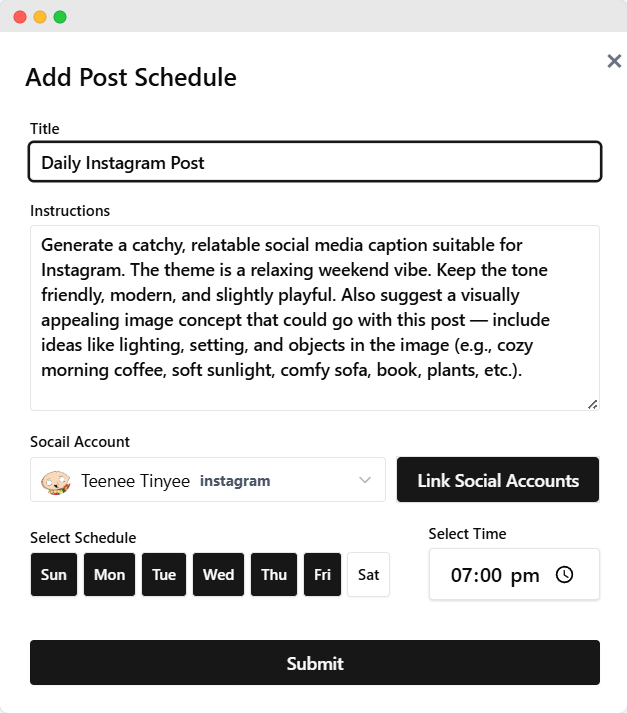 Add Post Schedule
Title
Daily Instagram Post
Instructions
Generate a catchy, relatable social media caption suitable for
Instagram. The theme is a relaxing weekend vibe. Keep the tone
friendly, modern, and slightly playful. Also suggest a visually
appealing image concept that could go with this post — include
ideas like lighting, setting, and objects in the image (e.g., cozy
morning coffee, soft sunlight, comfy sofa, book, plants, etc.).
Socail Account
Teenee Tinyee instagram
Link Social Accounts
Select Schedule
Select Time
Sun Mon Tue Wed Thu Fri Sat
07:00 pm
Submit